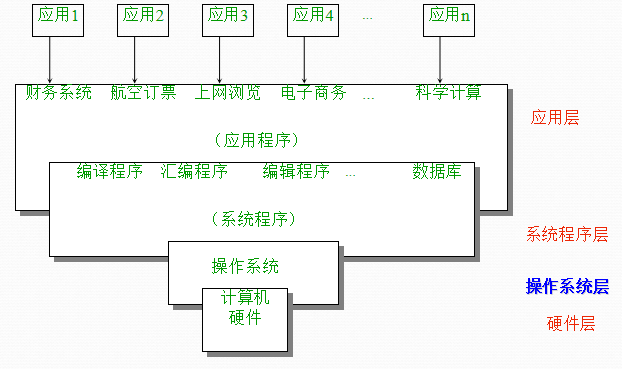 应用1 应用2 应用3 应用4 ... 应用n
财务系统 航空订票 上网浏览 电子商务 ... 科学计算
应用层
（应用程序）
编译程序 汇编程序 编辑程序 ... 数据库
（系统程序）
系统程序层
操作系统
操作系统层
计算机
硬件
硬件层